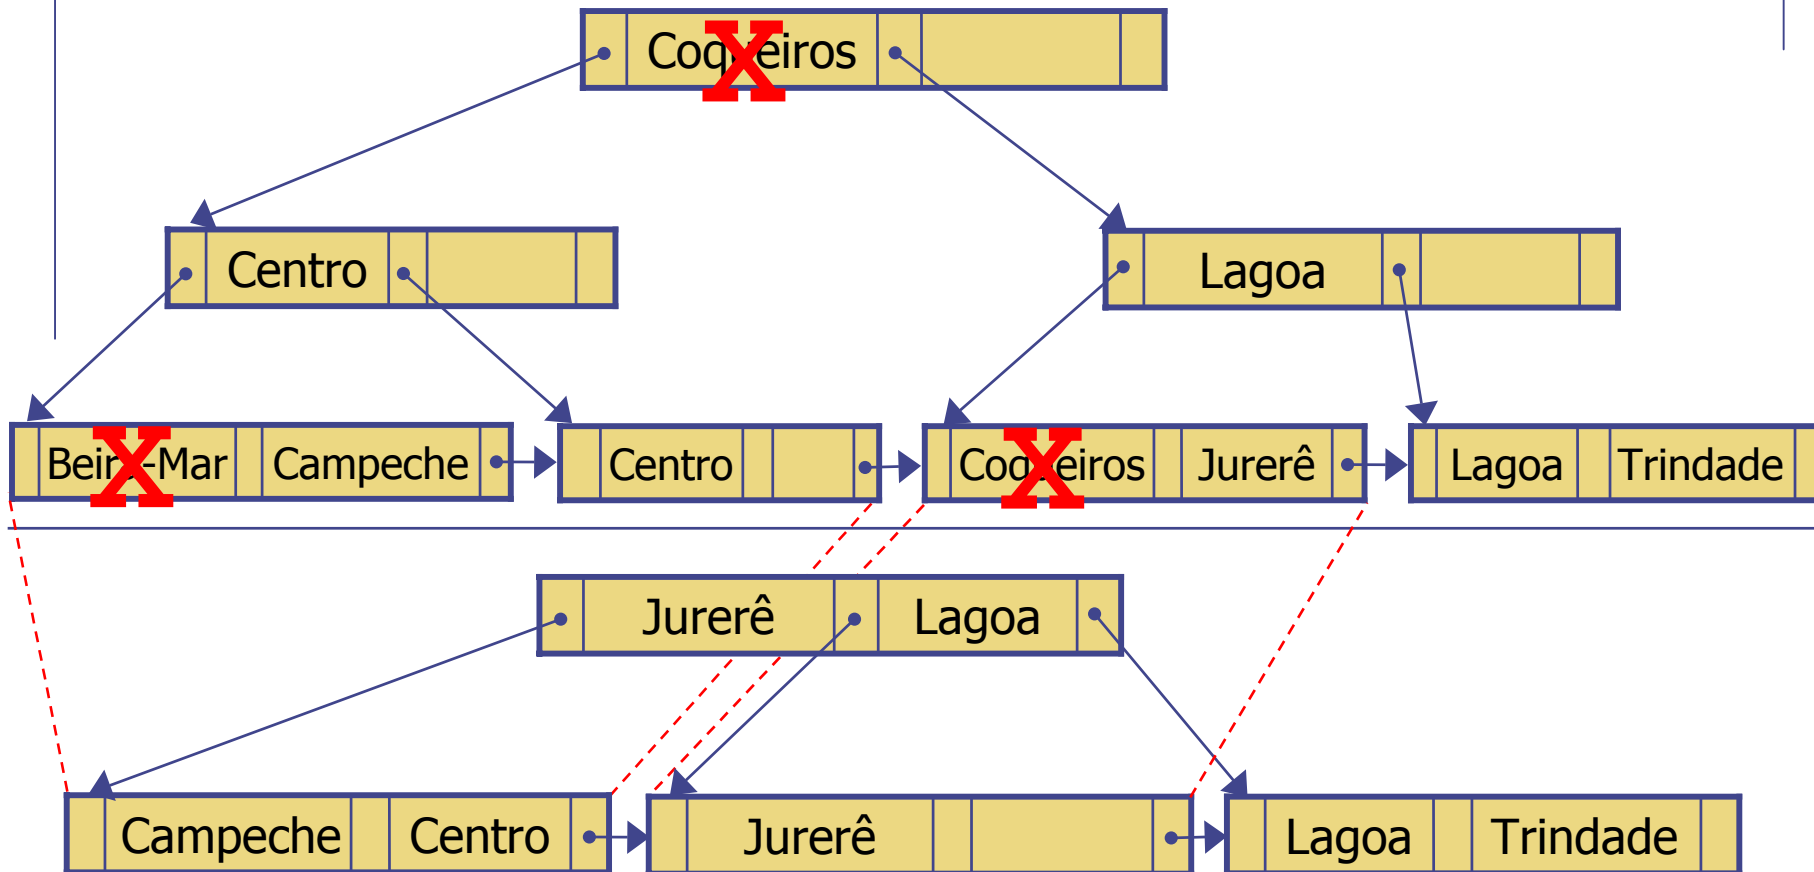 Coqueiros
X
Centro
Lagoa
Beira-Mar Campeche Centro Coqueiros Jurerê Lagoa Trindade
X X
Jurerê Lagoa
Campeche Centro Jurerê Lagoa Trindade